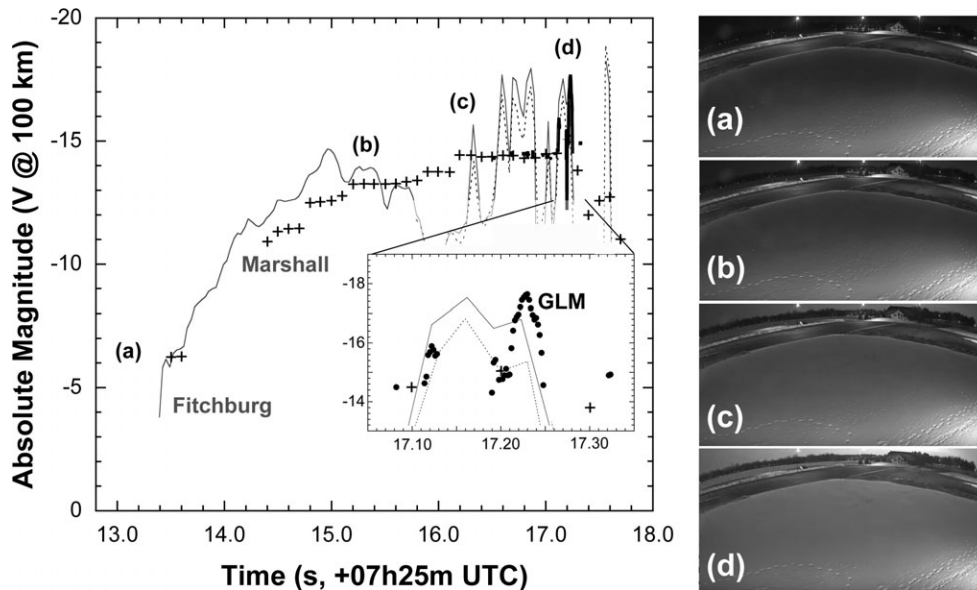 Absolute Magnitude (V @ 100 km)
-20
-15
-10
-5
0
(a)
(b)
(c)
(d)
Marshall
Fitchburg
GLM
-18
-16
-14
17.10 17.20 17.30
13.0 14.0 15.0 16.0 17.0 18.0
Time (s, +07h25m UTC)
(a)
(b)
(c)
(d)